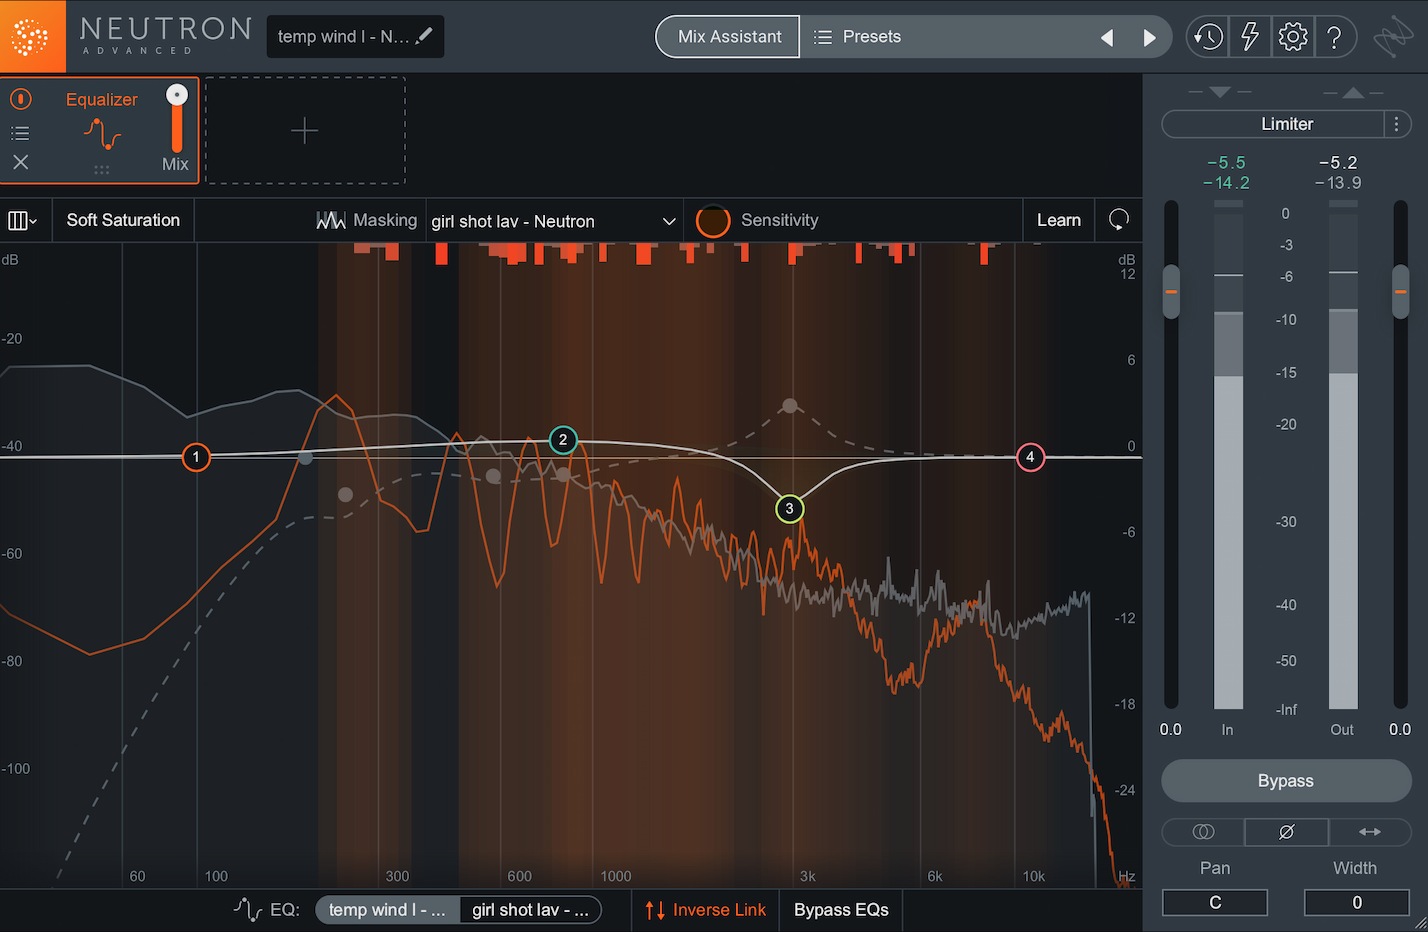 NEUTRON
ADVANCED
temp wind l - N...
Mix Assistant
Presets
?
Equalizer
Mix
Limiter
-5.5
-14.2
-5.2
-13.9
Soft Saturation
Masking
girl shot lav - Neutron
Sensitivity
Learn
dB
-20
-40
-60
-80
-100
dB
12
6
0
-6
-12
-18
-24
Hz
1
2
3
4
60
100
300
600
1000
3k
6k
10k
0
-3
-6
-10
-15
-20
-30
-40
-50
-Inf
0.0
In
Out
0.0
Bypass
Pan
Width
C
0
EQ:
temp wind l - ...
girl shot lav - ...
Inverse Link
Bypass EQs